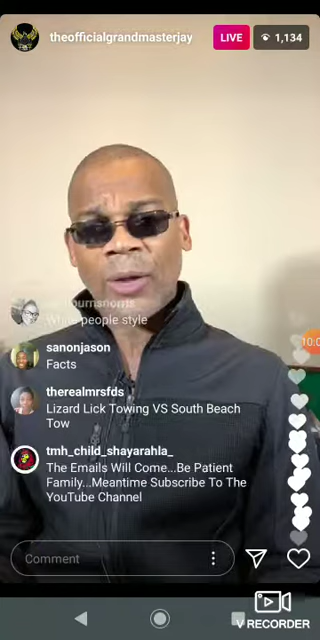 theofficialgrandmasterjay
LIVE
1,134
people style
sanonjason
Facts
therealmrsfds
Lizard Lick Towing VS South Beach
Tow
tmh_child_shayarahla_
The Emails Will Come...Be Patient
Family...Meantime Subscribe To The
YouTube Channel
Comment
V RECORDER